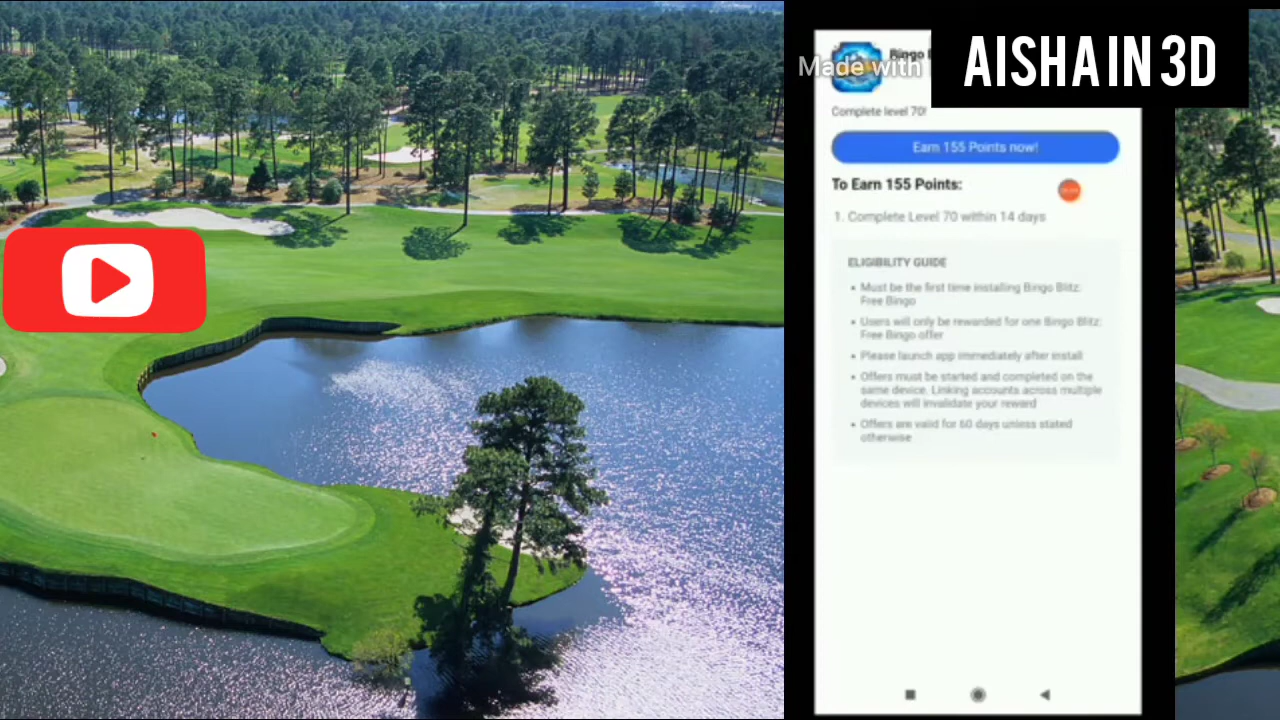 AISHA IN 3D
Made with
Bingo
Complete level 70!
Earn 155 Points now!
To Earn 155 Points:
1. Complete Level 70 within 14 days
ELIGIBILITY GUIDE
• Must be the first time installing Bingo Blitz:
Free Bingo
• Users will only be rewarded for one Bingo Blitz:
Free Bingo offer
• Please launch app immediately after install
• Offers must be started and completed on the
same device. Linking accounts across multiple
devices will invalidate your reward
• Offers are valid for 60 days unless stated
otherwise